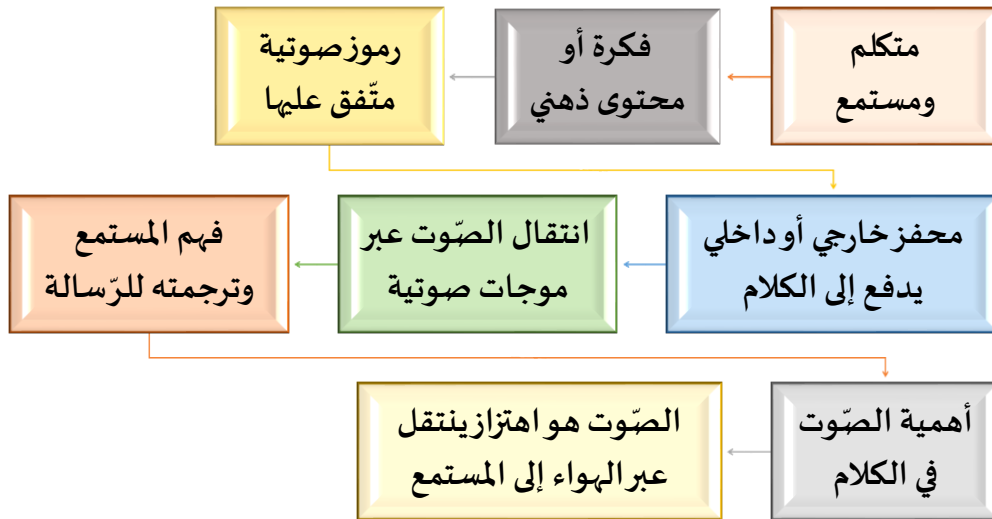 متكلم
ومستمع
فكرة أو
محتوى ذهني
رموز صوتية
متّفق عليها
محفز خارجي أو داخلي
يدفع إلى الكلام
انتقال الصّوت عبر
موجات صوتية
فهم المستمع
وترجمته للرّسالة
أهمية الصّوت
في الكلام
الصّوت هو اهتزاز ينتقل
عبر الهواء إلى المستمع